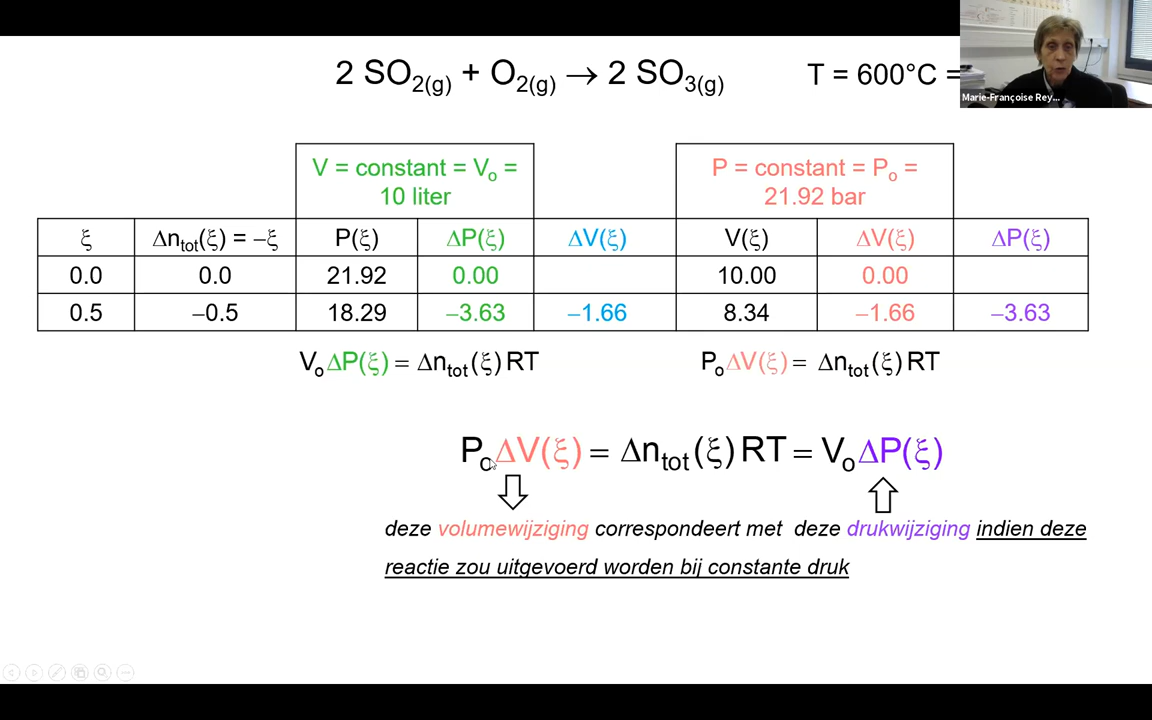 2 SO2(g) + O2(g) → 2 SO3(g)
T = 600°C =
Marie-Françoise Rey...
V = constant = Vo =
10 liter
P = constant = Po =
21.92 bar
ξ Δntot(ξ) = −ξ P(ξ) ΔP(ξ) ΔV(ξ) V(ξ) ΔV(ξ) ΔP(ξ)
0.0 0.0 21.92 0.00 10.00 0.00
0.5 −0.5 18.29 −3.63 −1.66 8.34 −1.66 −3.63
VoΔP(ξ) = Δntot(ξ) RT
PoΔV(ξ) = Δntot(ξ) RT
PoΔV(ξ) = Δntot(ξ) RT = VoΔP(ξ)
deze volumewijziging correspondeert met deze drukwijziging indien deze
reactie zou uitgevoerd worden bij constante druk